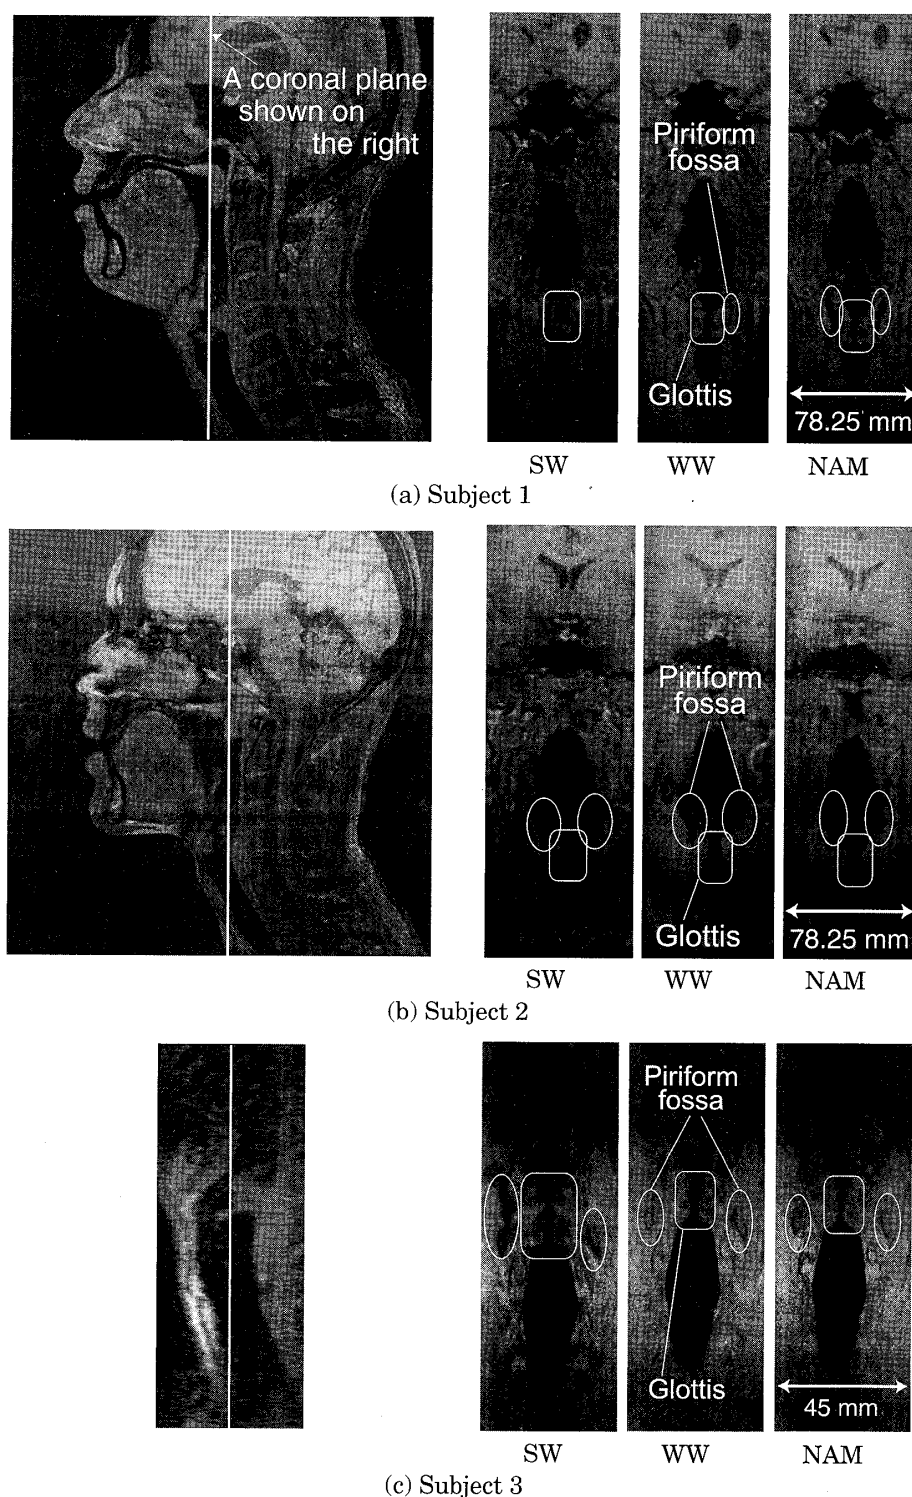 A coronal plane
shown on
the right
Piriform
fossa
Glottis
78.25 mm
SW
WW
NAM
(a) Subject 1
Piriform
fossa
Glottis
78.25 mm
SW
WW
NAM
(b) Subject 2
Piriform
fossa
Glottis
45 mm
SW
WW
NAM
(c) Subject 3